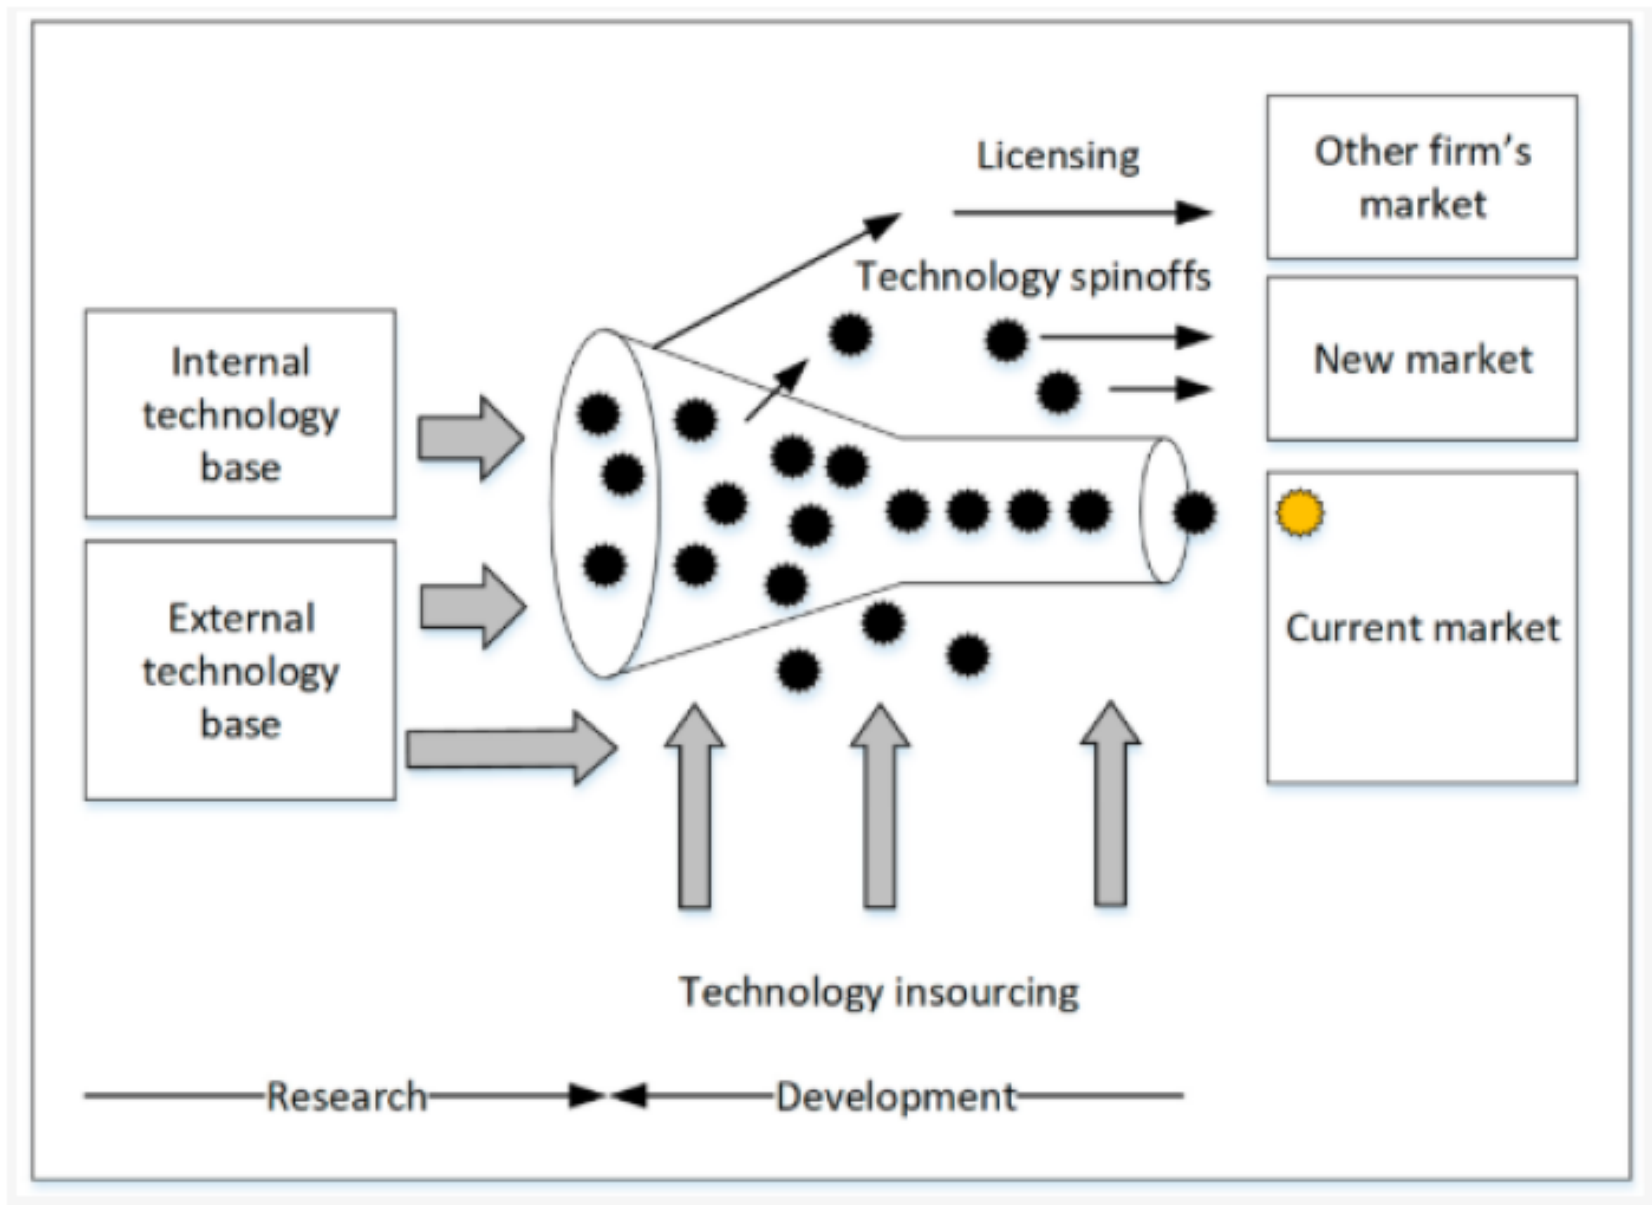 Licensing
Other firm's
market
Technology spinoffs
New market
Internal
technology
base
External
technology
base
Current market
Technology insourcing
Research
Development